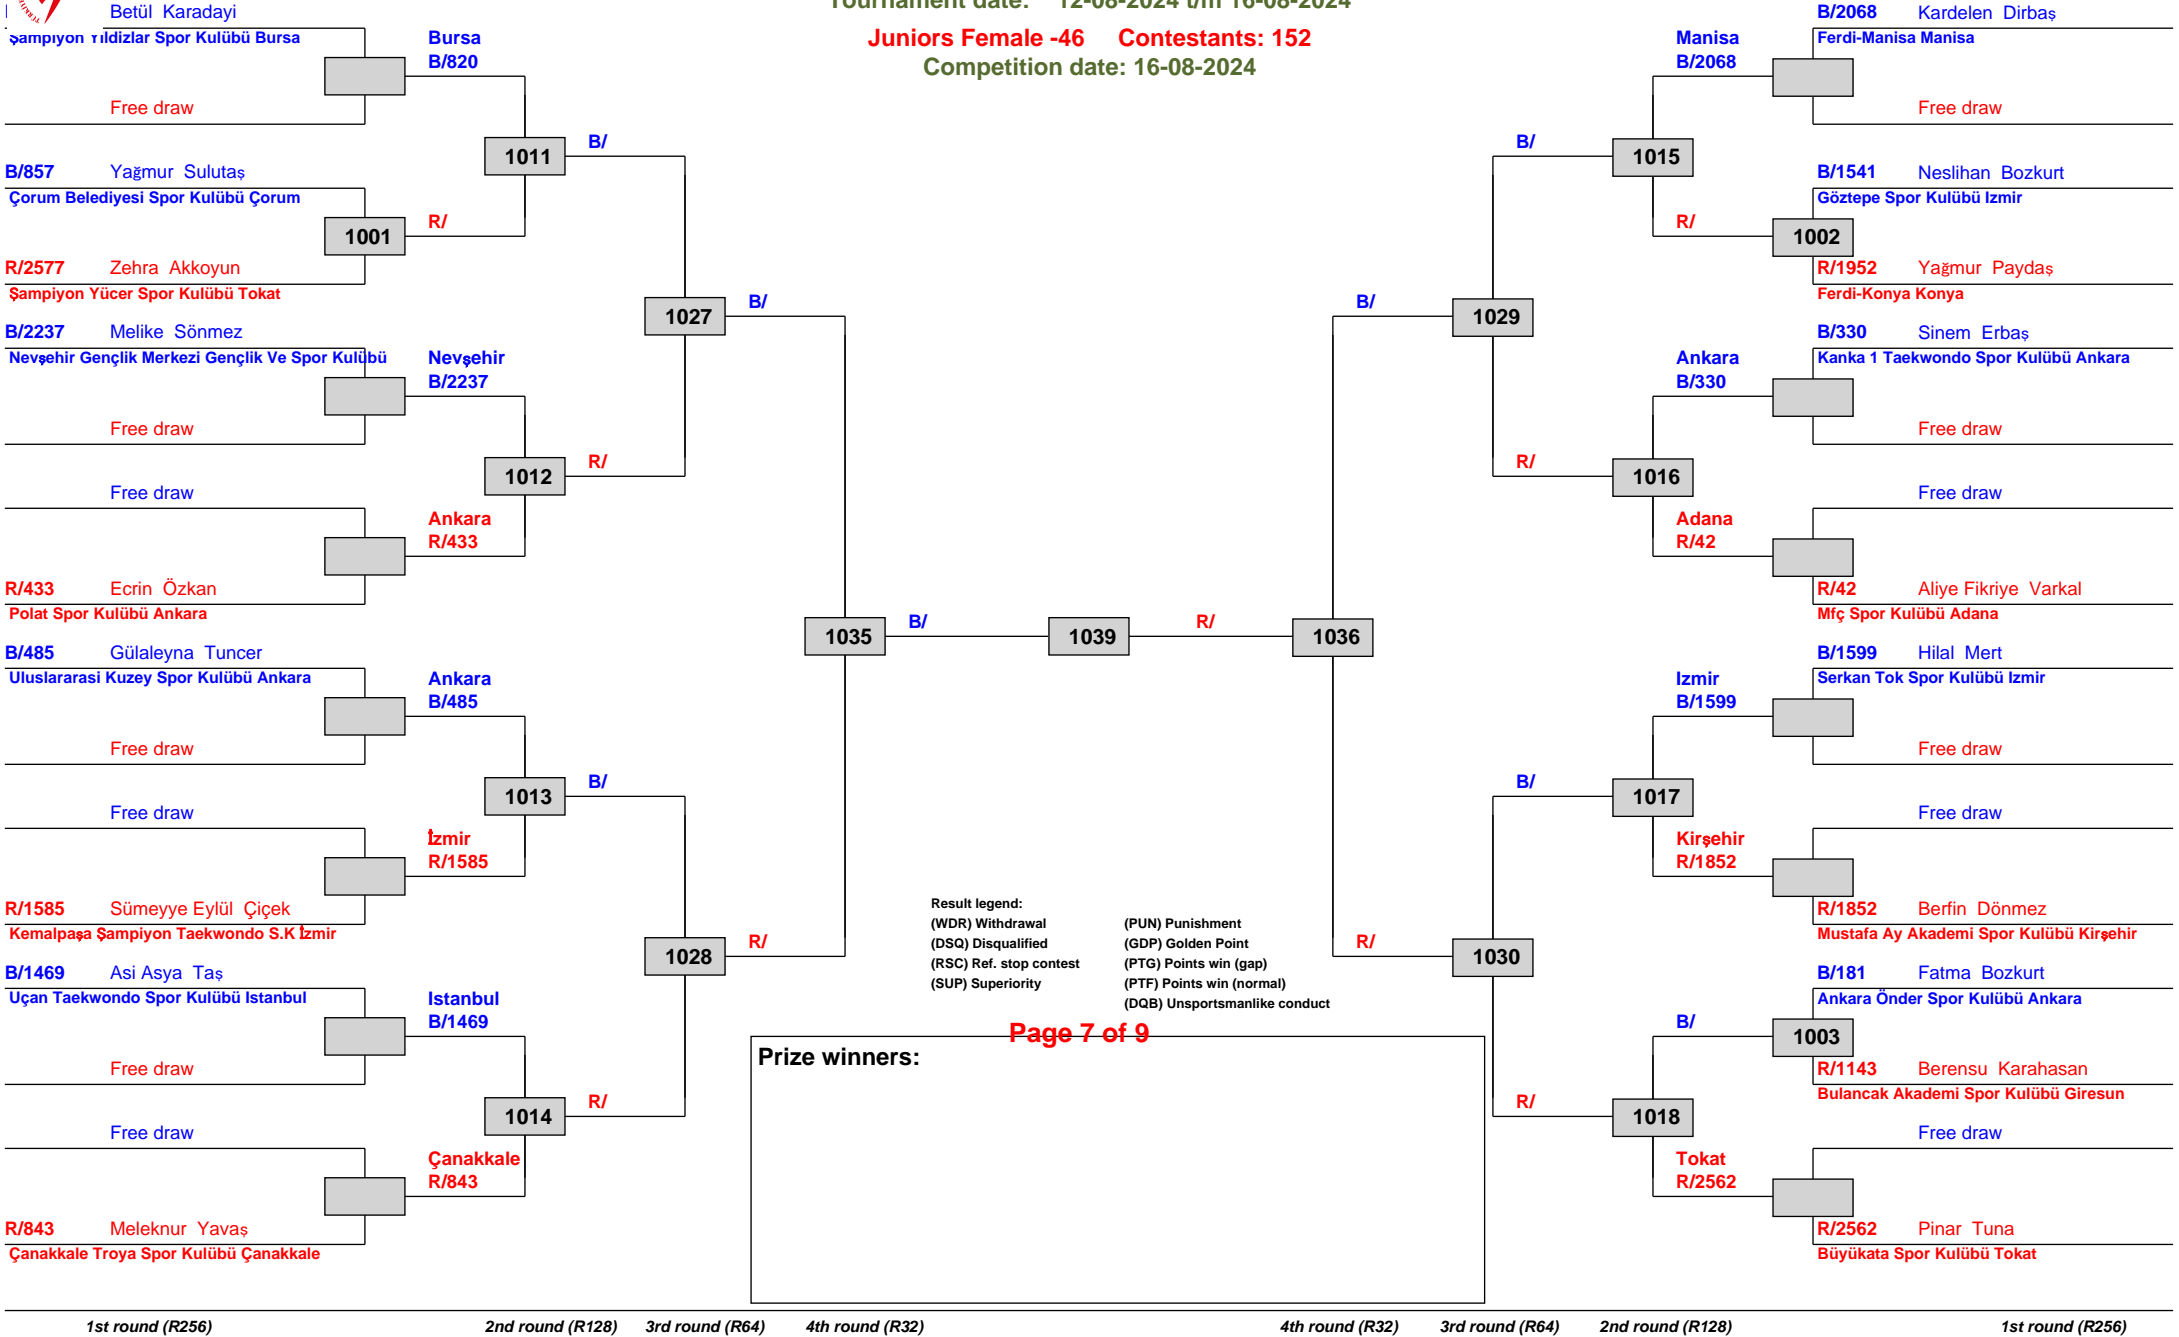 Tournament date: 12-08-2024 t/m 16-08-2024
Juniors Female -46 Contestants: 152
Competition date: 16-08-2024
Betül Karadayi
Şampiyon Yıldizlar Spor Kulübü Bursa
Free draw
Bursa
B/820
B/857 Yağmur Sulutaş
Çorum Belediyesi Spor Kulübü Çorum
1001
R/2577 Zehra Akkoyun
Şampiyon Yücer Spor Kulübü Tokat
R/
1011
B/
B/2237 Melike Sönmez
Nevşehir Gençlik Merkezi Gençlik Ve Spor Kulübü
Free draw
Nevşehir
B/2237
Free draw
R/433 Ecrin Özkan
Polat Spor Kulübü Ankara
Ankara
R/433
1012
R/
1027
B/
B/485 Gülaleyna Tuncer
Uluslararasi Kuzey Spor Kulübü Ankara
Free draw
Ankara
B/485
Free draw
R/1585 Sümeyye Eylül Çiçek
Kemalpaşa Şampiyon Taekwondo S.K İzmir
İzmir
R/1585
1013
B/
B/1469 Asi Asya Taş
Uçan Taekwondo Spor Kulübü Istanbul
Free draw
Istanbul
B/1469
Free draw
R/843 Meleknur Yavaş
Çanakkale Troya Spor Kulübü Çanakkale
Çanakkale
R/843
1014
R/
1028
R/
1035
B/
1039
R/
1036
B/2068 Kardelen Dirbaş
Ferdi-Manisa Manisa
Free draw
Manisa
B/2068
B/1541 Neslihan Bozkurt
Göztepe Spor Kulübü Izmir
1002
R/1952 Yağmur Paydaş
Ferdi-Konya Konya
R/
1015
B/
B/330 Sinem Erbaş
Kanka 1 Taekwondo Spor Kulübü Ankara
Free draw
Ankara
B/330
Free draw
R/42 Aliye Fikriye Varkal
Mfç Spor Kulübü Adana
Adana
R/42
1016
R/
1029
B/
B/1599 Hilal Mert
Serkan Tok Spor Kulübü Izmir
Free draw
Izmir
B/1599
Free draw
R/1852 Berfin Dönmez
Mustafa Ay Akademi Spor Kulübü Kirşehir
Kirşehir
R/1852
1017
B/
B/181 Fatma Bozkurt
Ankara Önder Spor Kulübü Ankara
1003
R/1143 Berensu Karahasan
Bulancak Akademi Spor Kulübü Giresun
B/
Free draw
R/2562 Pinar Tuna
Büyükata Spor Kulübü Tokat
Tokat
R/2562
1018
R/
1030
R/
Result legend:
(WDR) Withdrawal (PUN) Punishment
(DSQ) Disqualified (GDP) Golden Point
(RSC) Ref. stop contest (PTG) Points win (gap)
(SUP) Superiority (PTF) Points win (normal)
(DQB) Unsportsmanlike conduct
Page 7 of 9
Prize winners:
1st round (R256) 2nd round (R128) 3rd round (R64) 4th round (R32) 4th round (R32) 3rd round (R64) 2nd round (R128) 1st round (R256)